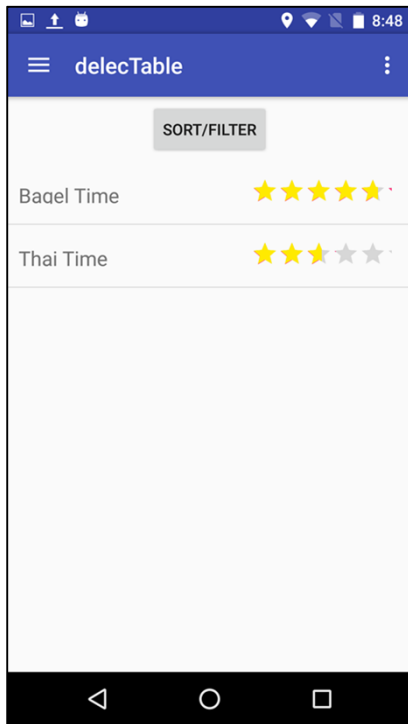 8:48
delecTable
SORT/FILTER
Bagel Time
Thai Time